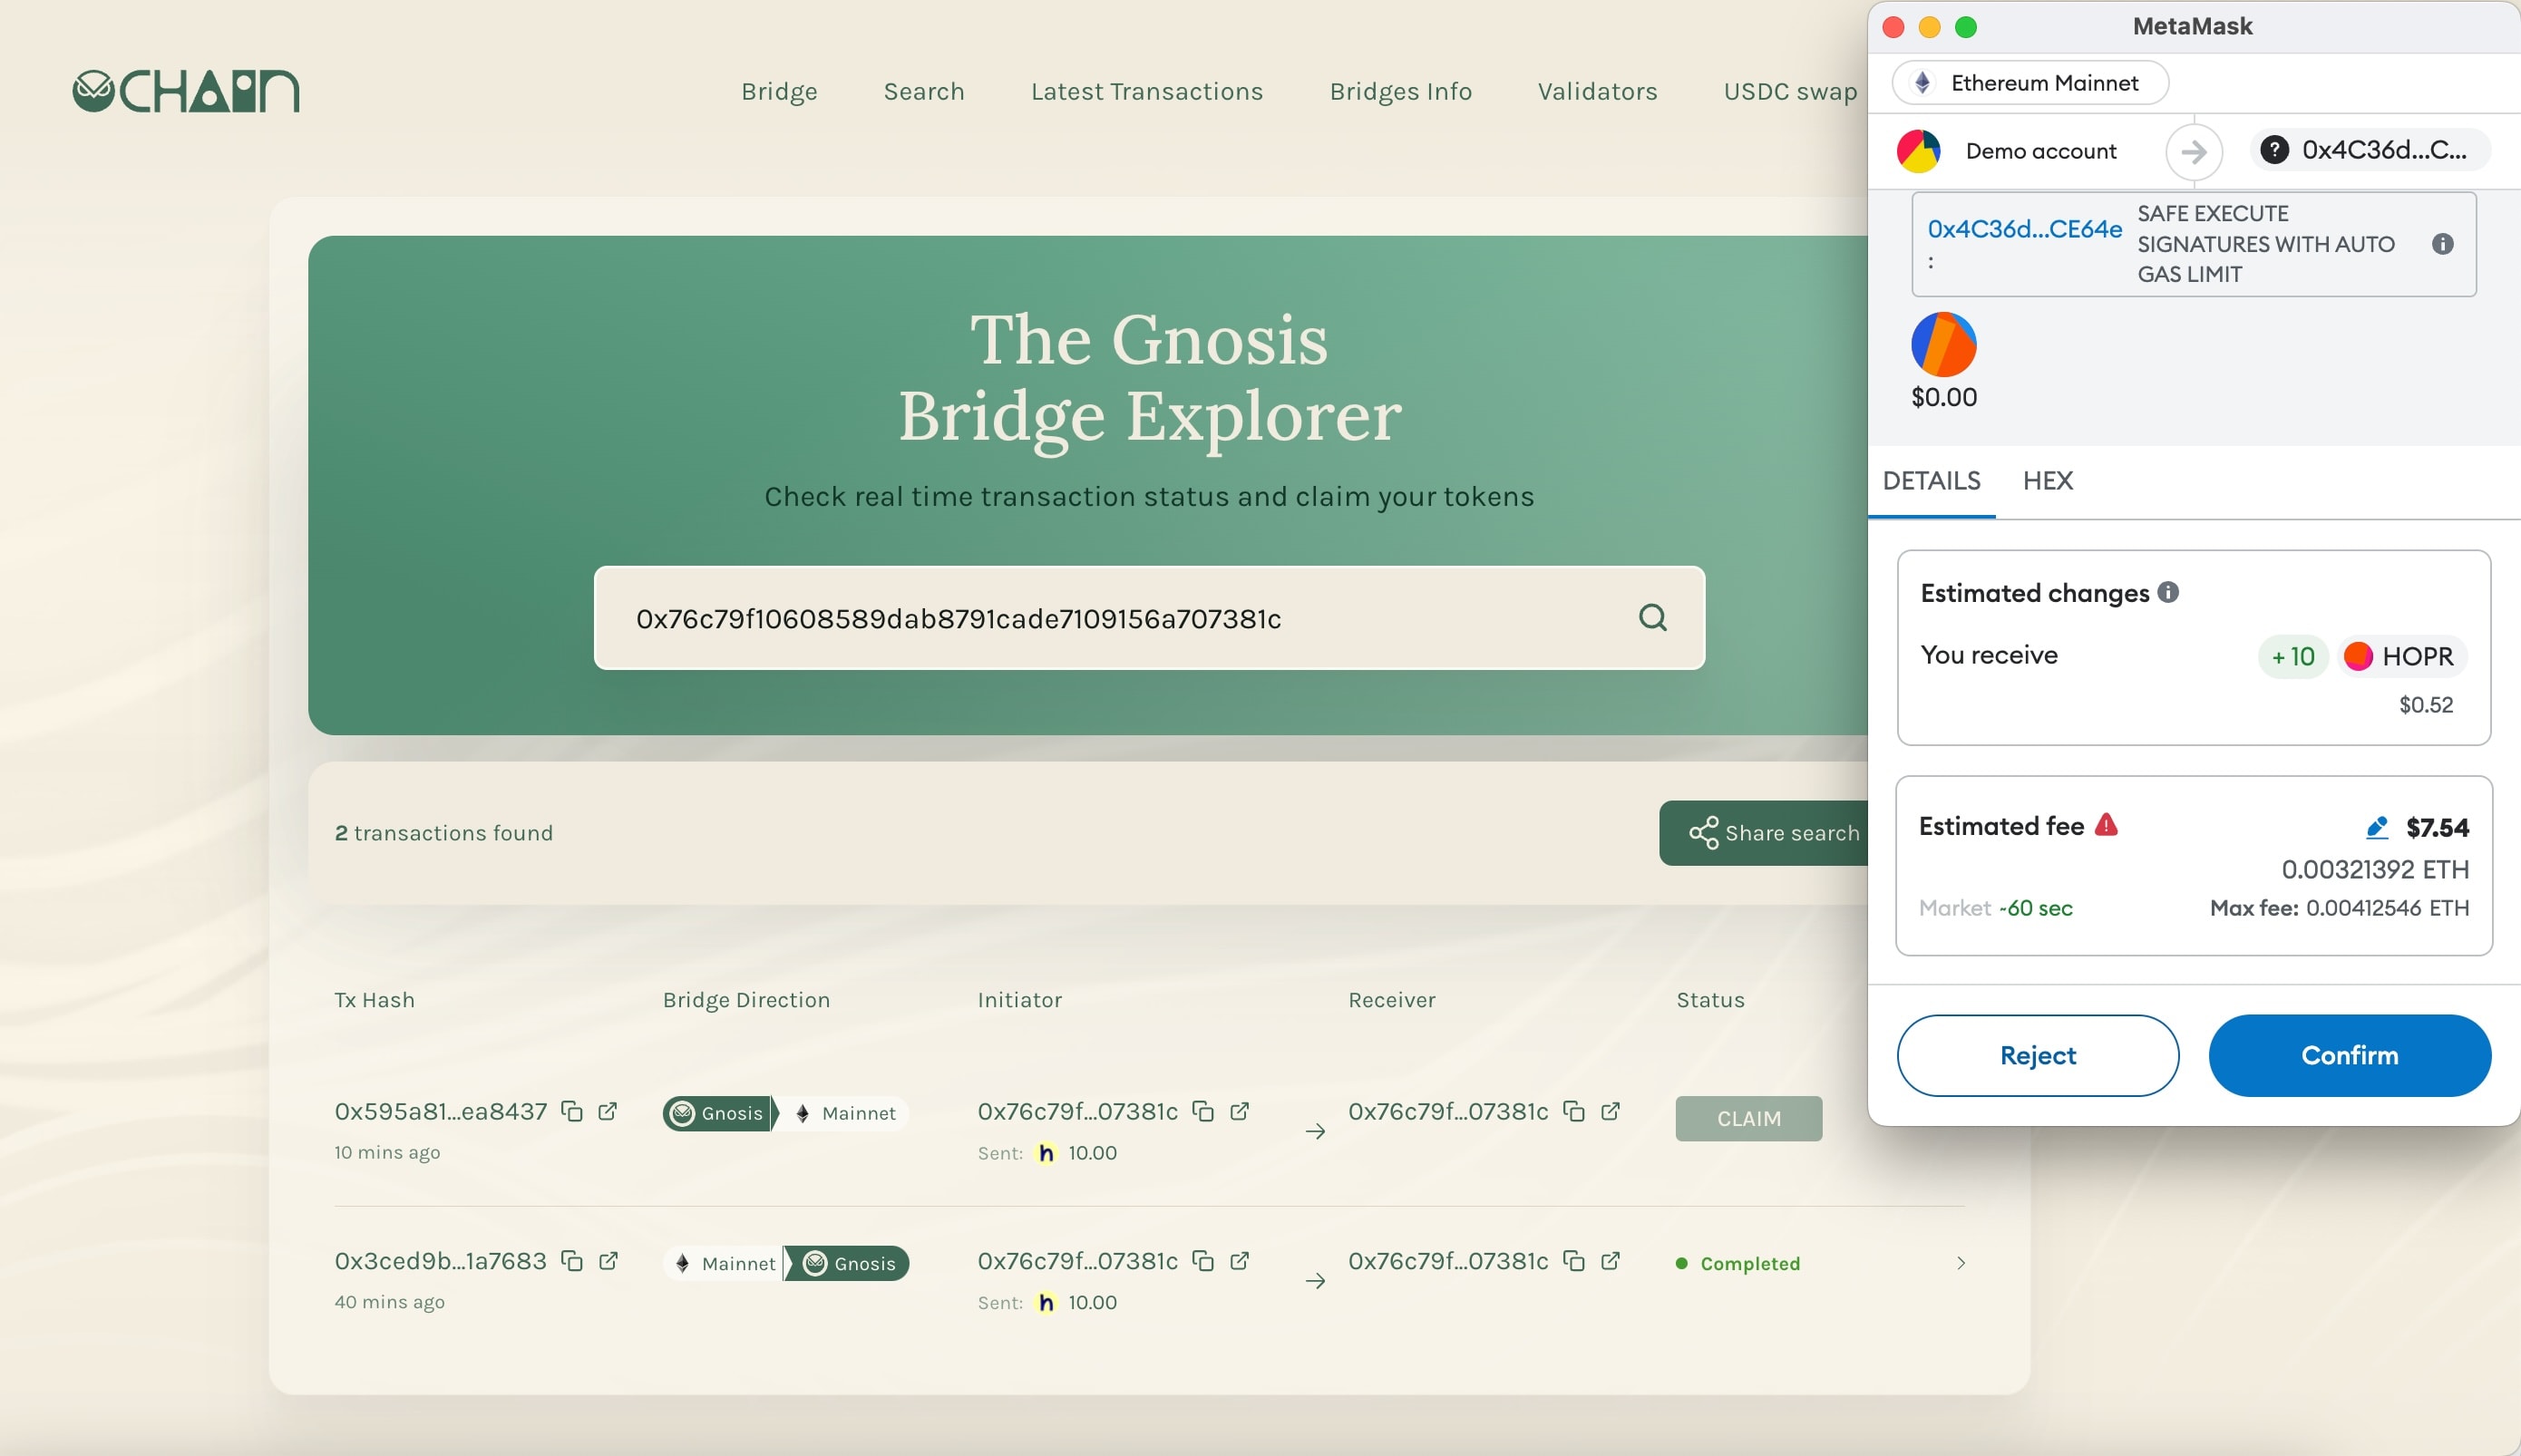 CHAIN
Bridge
Search
Latest Transactions
Bridges Info
Validators
USDC swap
The Gnosis
Bridge Explorer
Check real time transaction status and claim your tokens
0x76c79f10608589dab8791cade7109156a707381c
2 transactions found
Share search
Tx Hash
Bridge Direction
Initiator
Receiver
Status
0x595a81...ea8437
Gnosis
Mainnet
0x76c79f...07381c
0x76c79f...07381c
CLAIM
10 mins ago
Sent: h 10.00
0x3ced9b...1a7683
Mainnet
Gnosis
0x76c79f...07381c
0x76c79f...07381c
Completed
40 mins ago
Sent: h 10.00
MetaMask
Ethereum Mainnet
Demo account
? 0x4C36d...C...
0x4C36d...CE64e
:
SAFE EXECUTE
SIGNATURES WITH AUTO
GAS LIMIT
$0.00
DETAILS
HEX
Estimated changes
You receive
+ 10
HOPR
$0.52
Estimated fee
$7.54
0.00321392 ETH
Market ~60 sec
Max fee: 0.00412546 ETH
Reject
Confirm